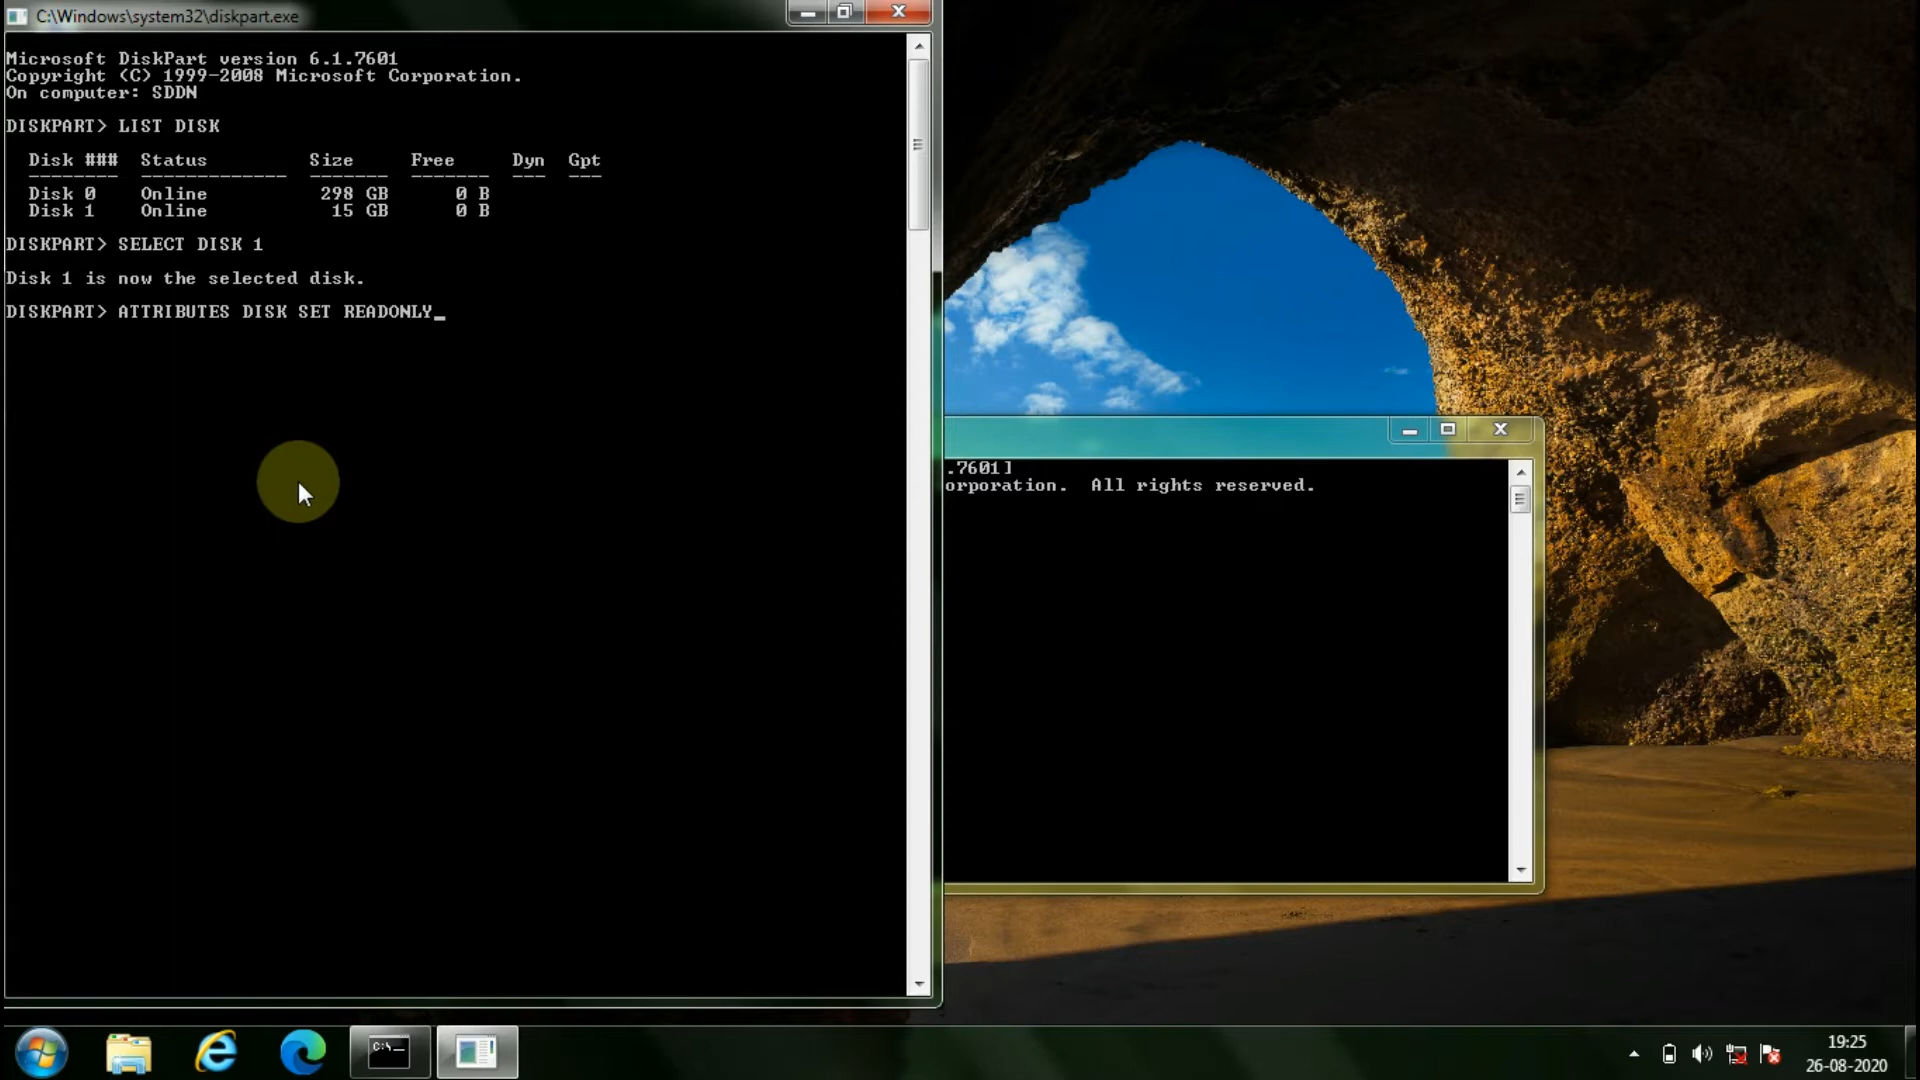 C:\Windows\system32\diskpart.exe
Microsoft DiskPart version 6.1.7601
Copyright (C) 1999-2008 Microsoft Corporation.
On computer: SDDN
DISKPART> LIST DISK
Disk ### Status Size Free Dyn Gpt
-------- ------------- ------- ------- --- ---
Disk 0 Online 298 GB 0 B
Disk 1 Online 15 GB 0 B
DISKPART> SELECT DISK 1
Disk 1 is now the selected disk.
DISKPART> ATTRIBUTES DISK SET READONLY_
.7601]
orporation. All rights reserved.
C:\_
19:25
26-08-2020